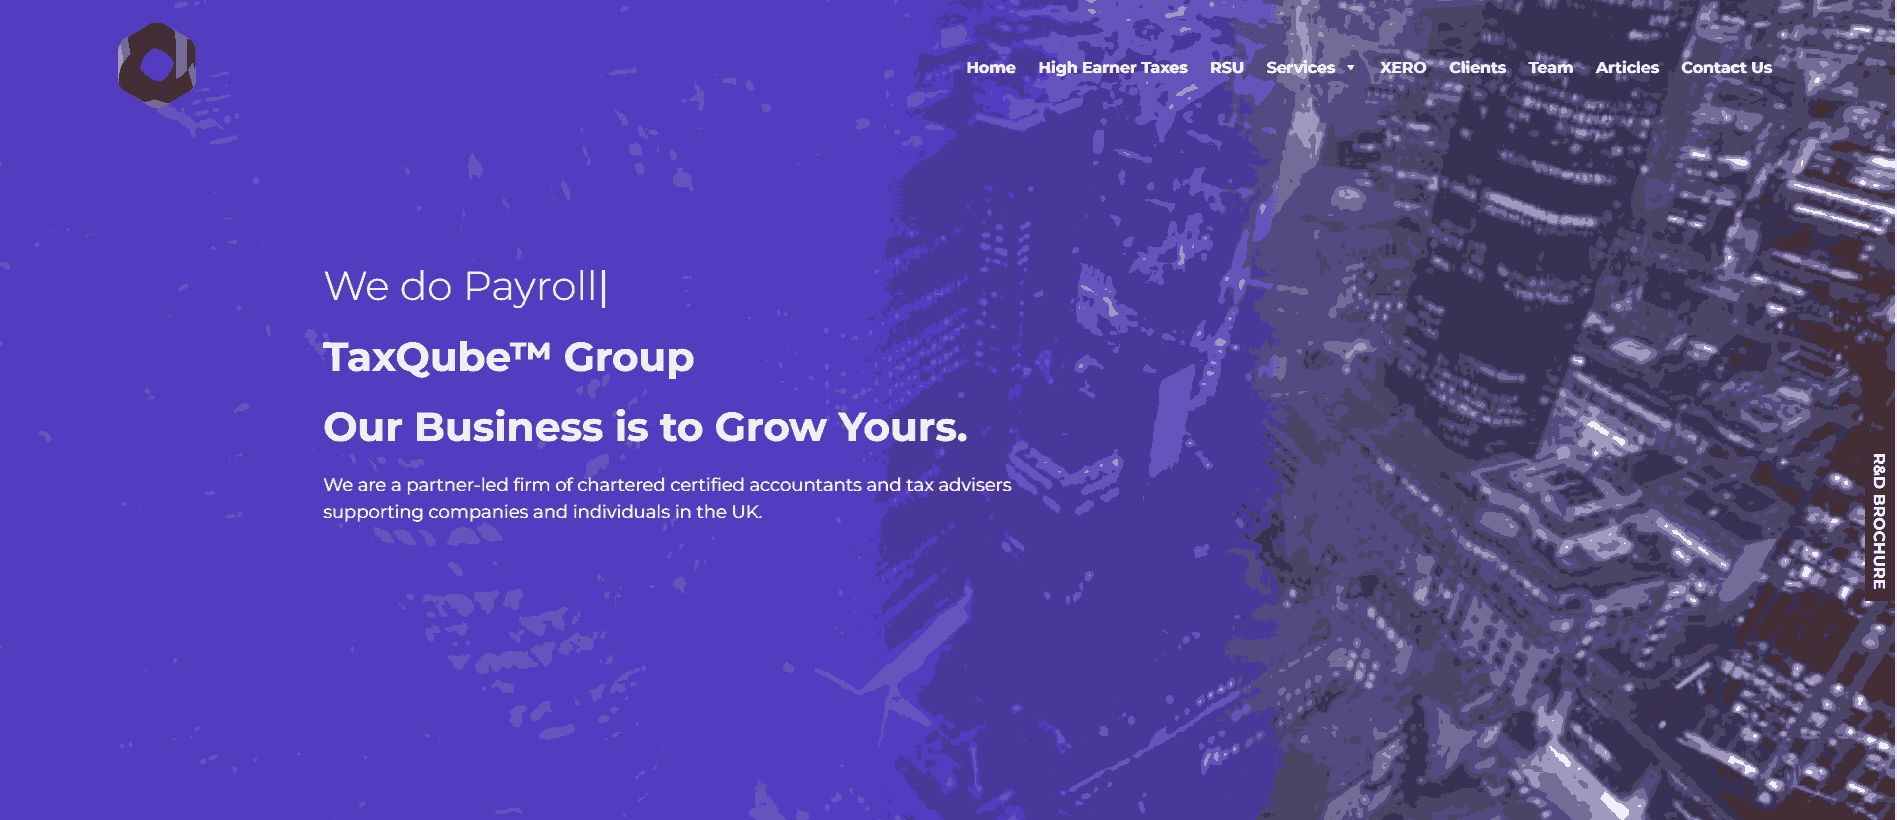 Home High Earner Taxes RSU Services XERO Clients Team Articles Contact Us
We do Payroll|
TaxQube™ Group
Our Business is to Grow Yours.
We are a partner-led firm of chartered certified accountants and tax advisers
supporting companies and individuals in the UK.
R&D BROCHURE